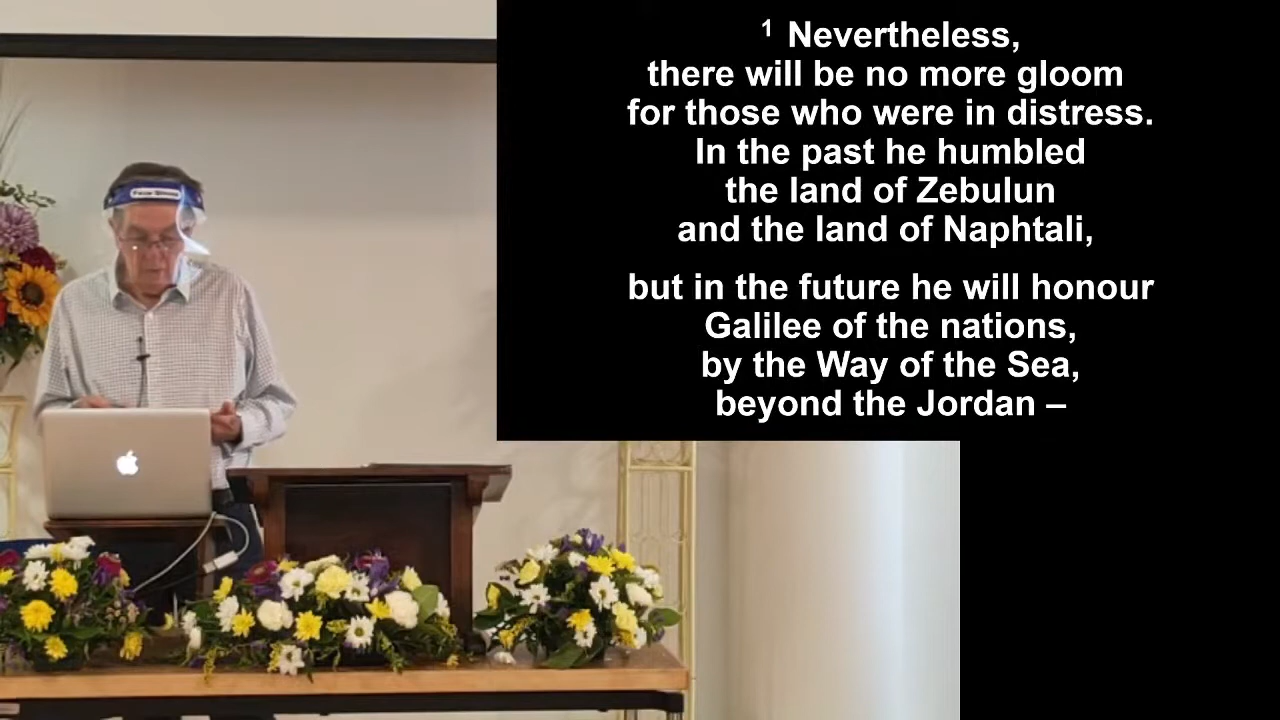 ¹ Nevertheless,
there will be no more gloom
for those who were in distress.
In the past he humbled
the land of Zebulun
and the land of Naphtali,
but in the future he will honour
Galilee of the nations,
by the Way of the Sea,
beyond the Jordan –